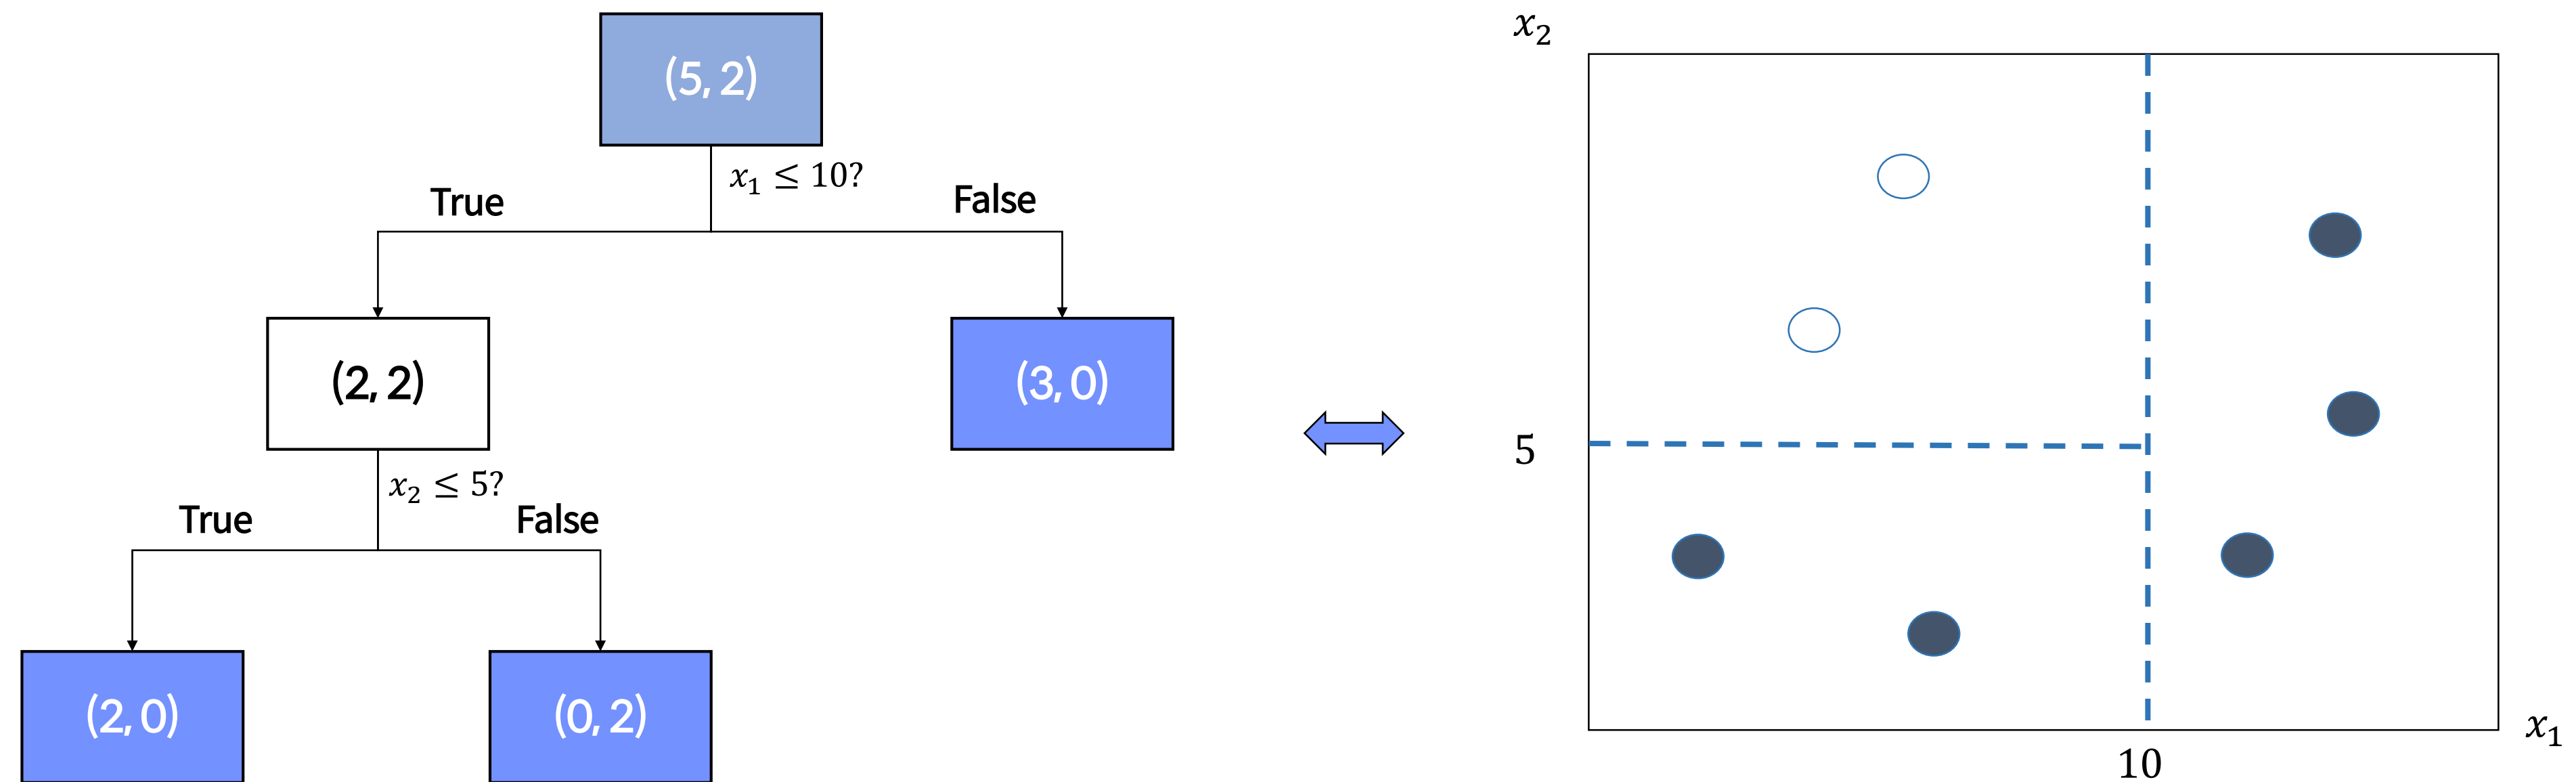 (5, 2)
x₁ ≤ 10?
True
False
(2, 2)
(3, 0)
x₂ ≤ 5?
True
False
(2, 0)
(0, 2)
x₂
5
10
x₁